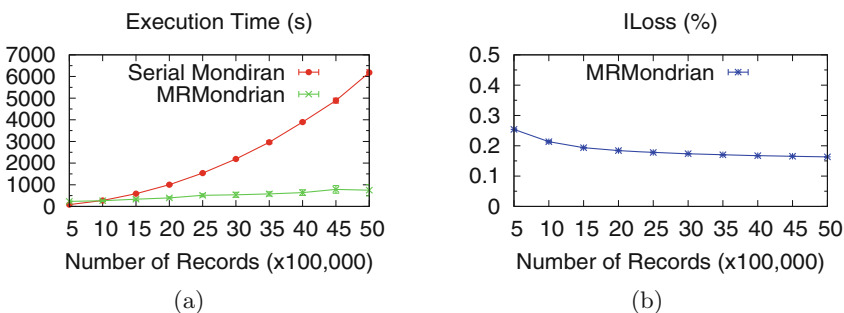 Execution Time (s)
7000
6000
5000
4000
3000
2000
1000
0
Serial Mondiran
MRMondrian
5 10 15 20 25 30 35 40 45 50
Number of Records (x100,000)
(a)
ILoss (%)
0.5
0.4
0.3
0.2
0.1
0
MRMondrian
5 10 15 20 25 30 35 40 45 50
Number of Records (x100,000)
(b)